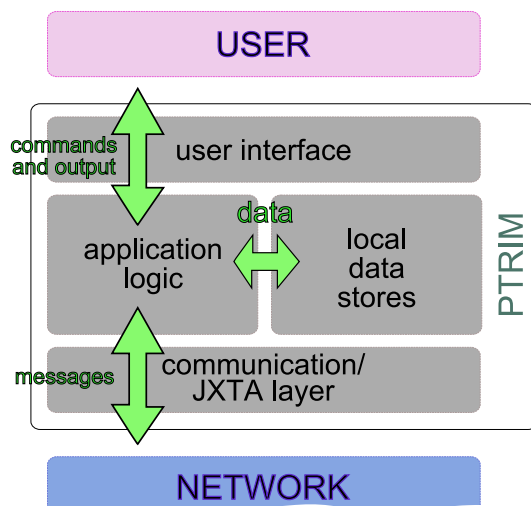 USER
commands
and output
user interface
data
application
logic
local
data
stores
PTRIM
messages
communication/
JXTA layer
NETWORK